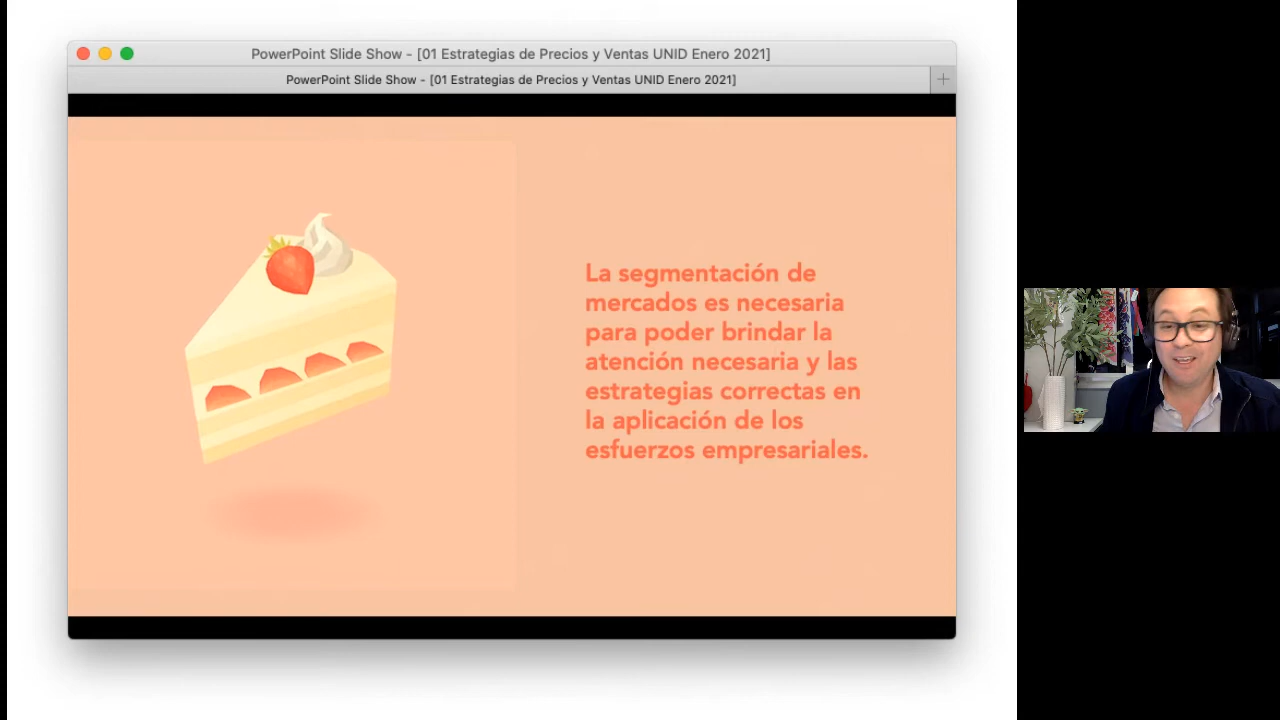 PowerPoint Slide Show - [01 Estrategias de Precios y Ventas UNID Enero 2021]
PowerPoint Slide Show - [01 Estrategias de Precios y Ventas UNID Enero 2021]
La segmentación de
mercados es necesaria
para poder brindar la
atención necesaria y las
estrategias correctas en
la aplicación de los
esfuerzos empresariales.